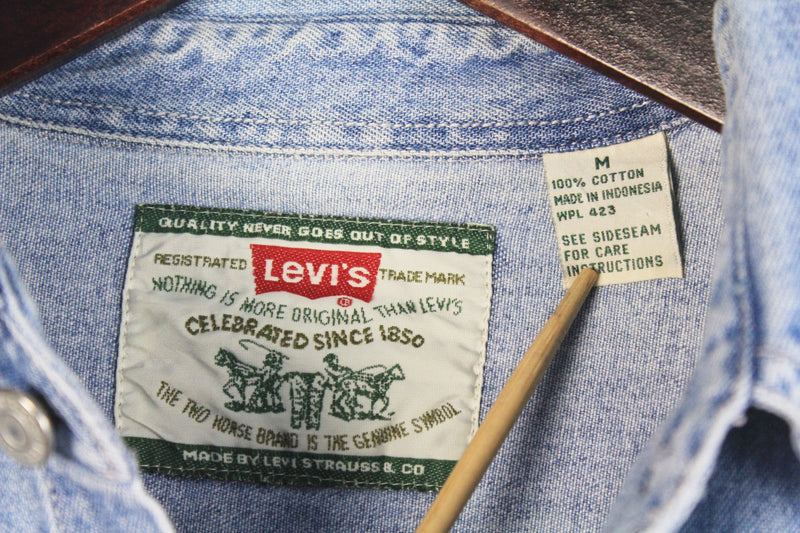 QUALITY NEVER GOES OUT OF STYLE
REGISTRATED LEVI'S TRADE MARK
NOTHING IS MORE ORIGINAL THAN LEVI'S
CELEBRATED SINCE 1850
THE TWO HORSE BRAND IS THE GENUINE SYMBOL
MADE BY LEVI STRAUSS & CO
M
100% COTTON
MADE IN INDONESIA
WPL 423
SEE SIDESEAM
FOR CARE
INSTRUCTIONS